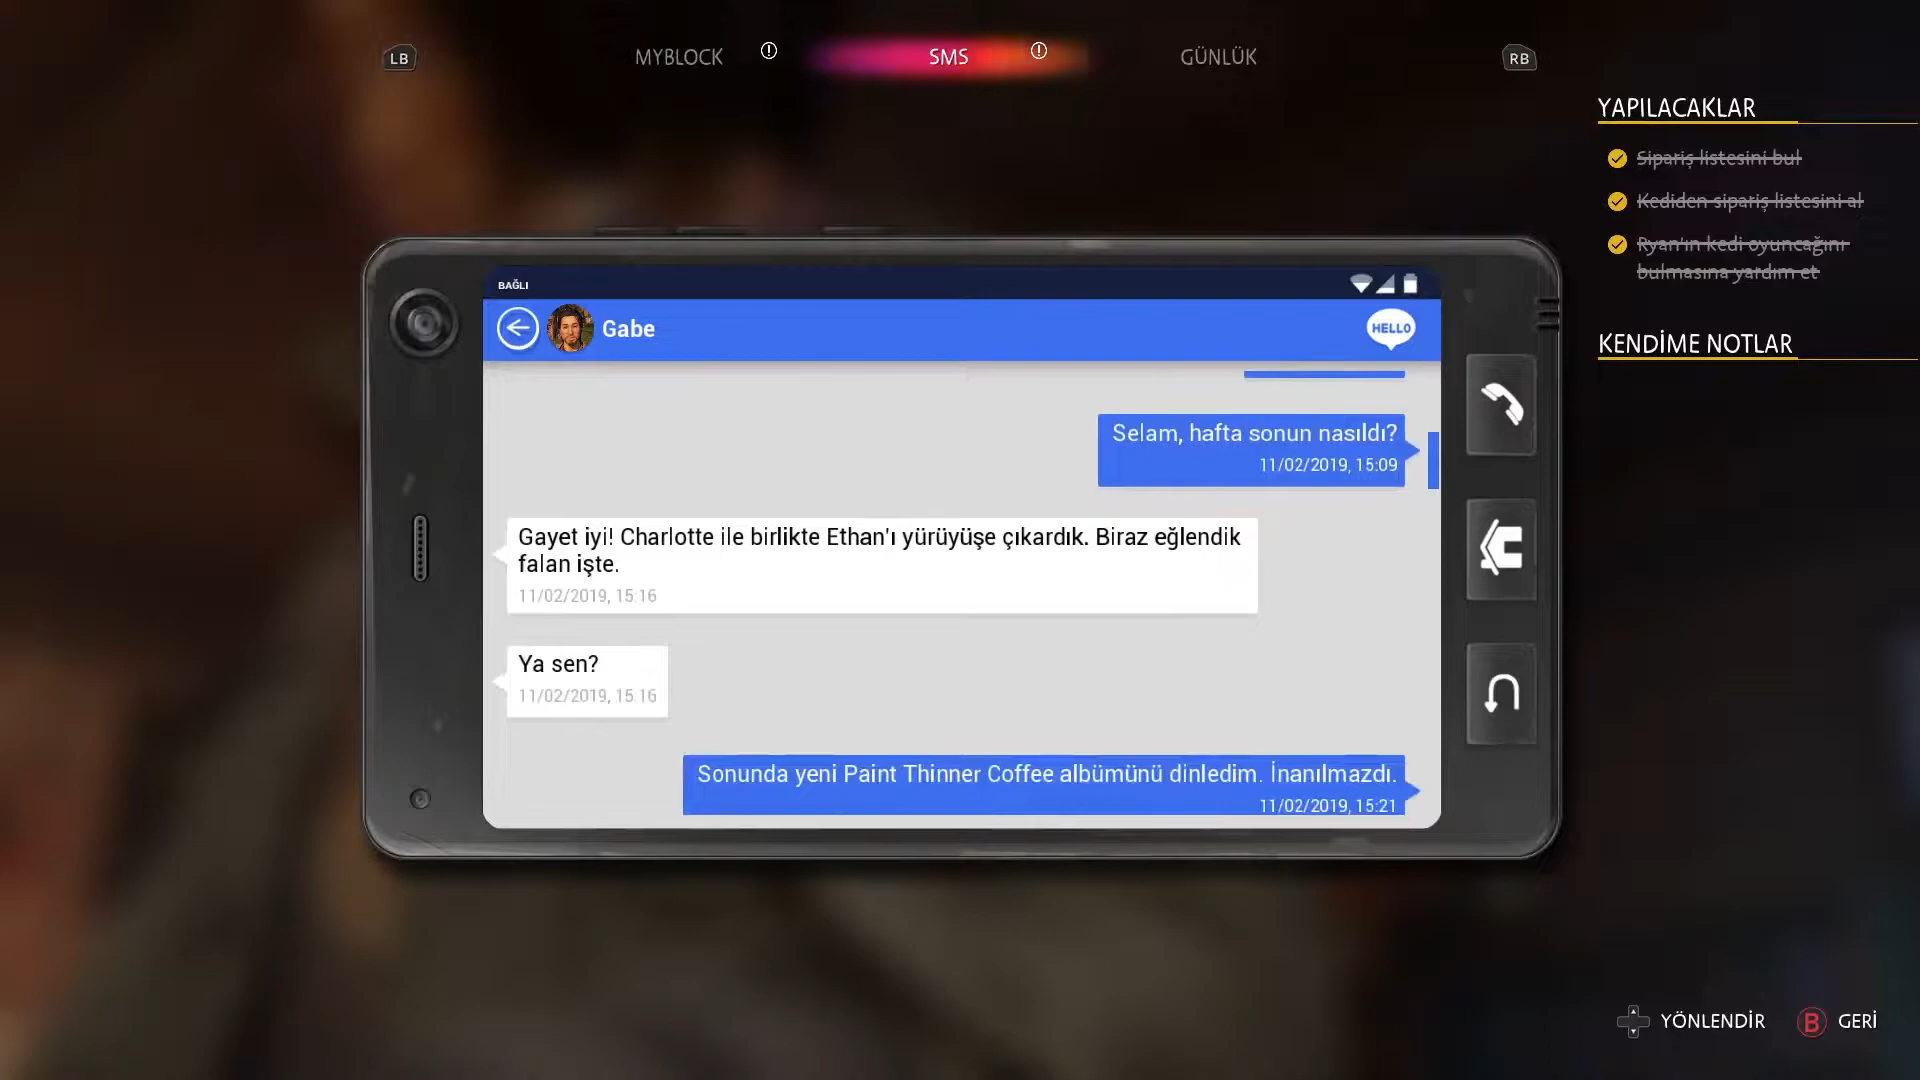 LB
MYBLOCK
SMS
GÜNLÜK
RB
YAPILACAKLAR
Sipariş listesini bul
Kediden sipariş listesini al
Ryan'ın kedi oyuncağını
bulmasına yardım et
KENDİME NOTLAR
BAĞLI
Gabe
HELLO
Selam, hafta sonun nasıldı?
11/02/2019, 15:09
Gayet iyi! Charlotte ile birlikte Ethan'ı yürüyüşe çıkardık. Biraz eğlendik
falan işte.
11/02/2019, 15:16
Ya sen?
11/02/2019, 15:16
Sonunda yeni Paint Thinner Coffee albümünü dinledim. İnanılmazdı.
11/02/2019, 15:21
YÖNLENDİR
B GERİ